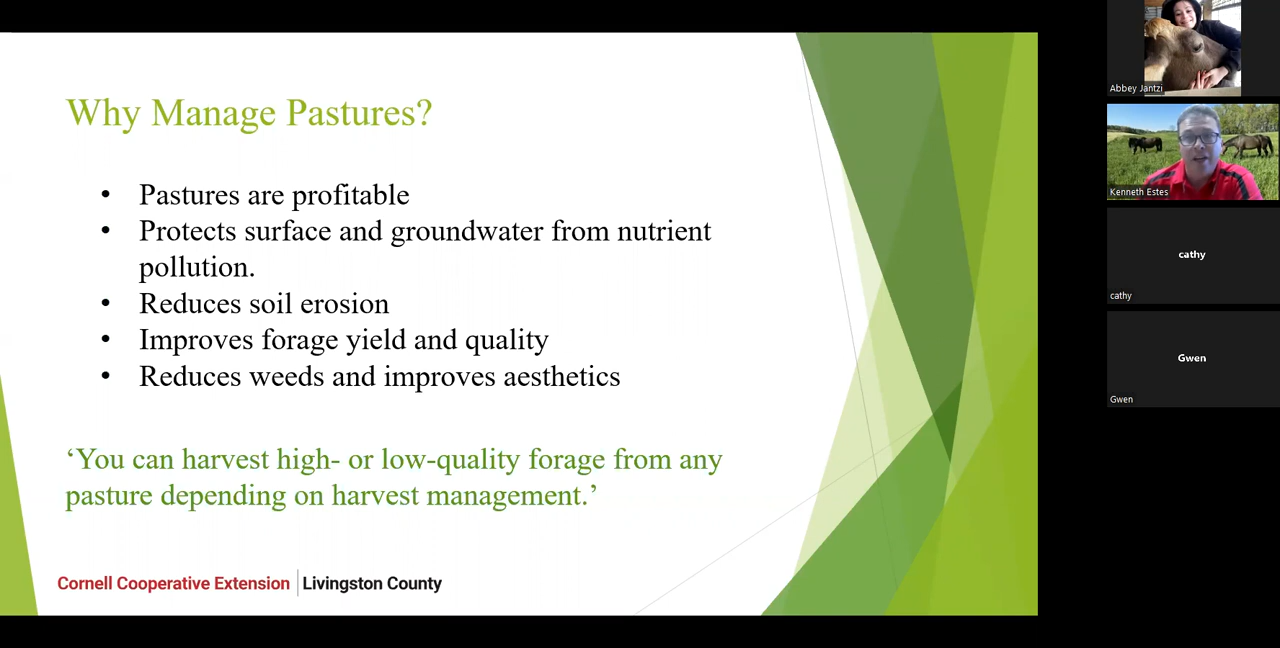 Why Manage Pastures?
• Pastures are profitable
• Protects surface and groundwater from nutrient
pollution.
• Reduces soil erosion
• Improves forage yield and quality
• Reduces weeds and improves aesthetics
‘You can harvest high- or low-quality forage from any
pasture depending on harvest management.’
Cornell Cooperative Extension | Livingston County
Abbey Jantzi
Kenneth Estes
cathy
cathy
Gwen
Gwen